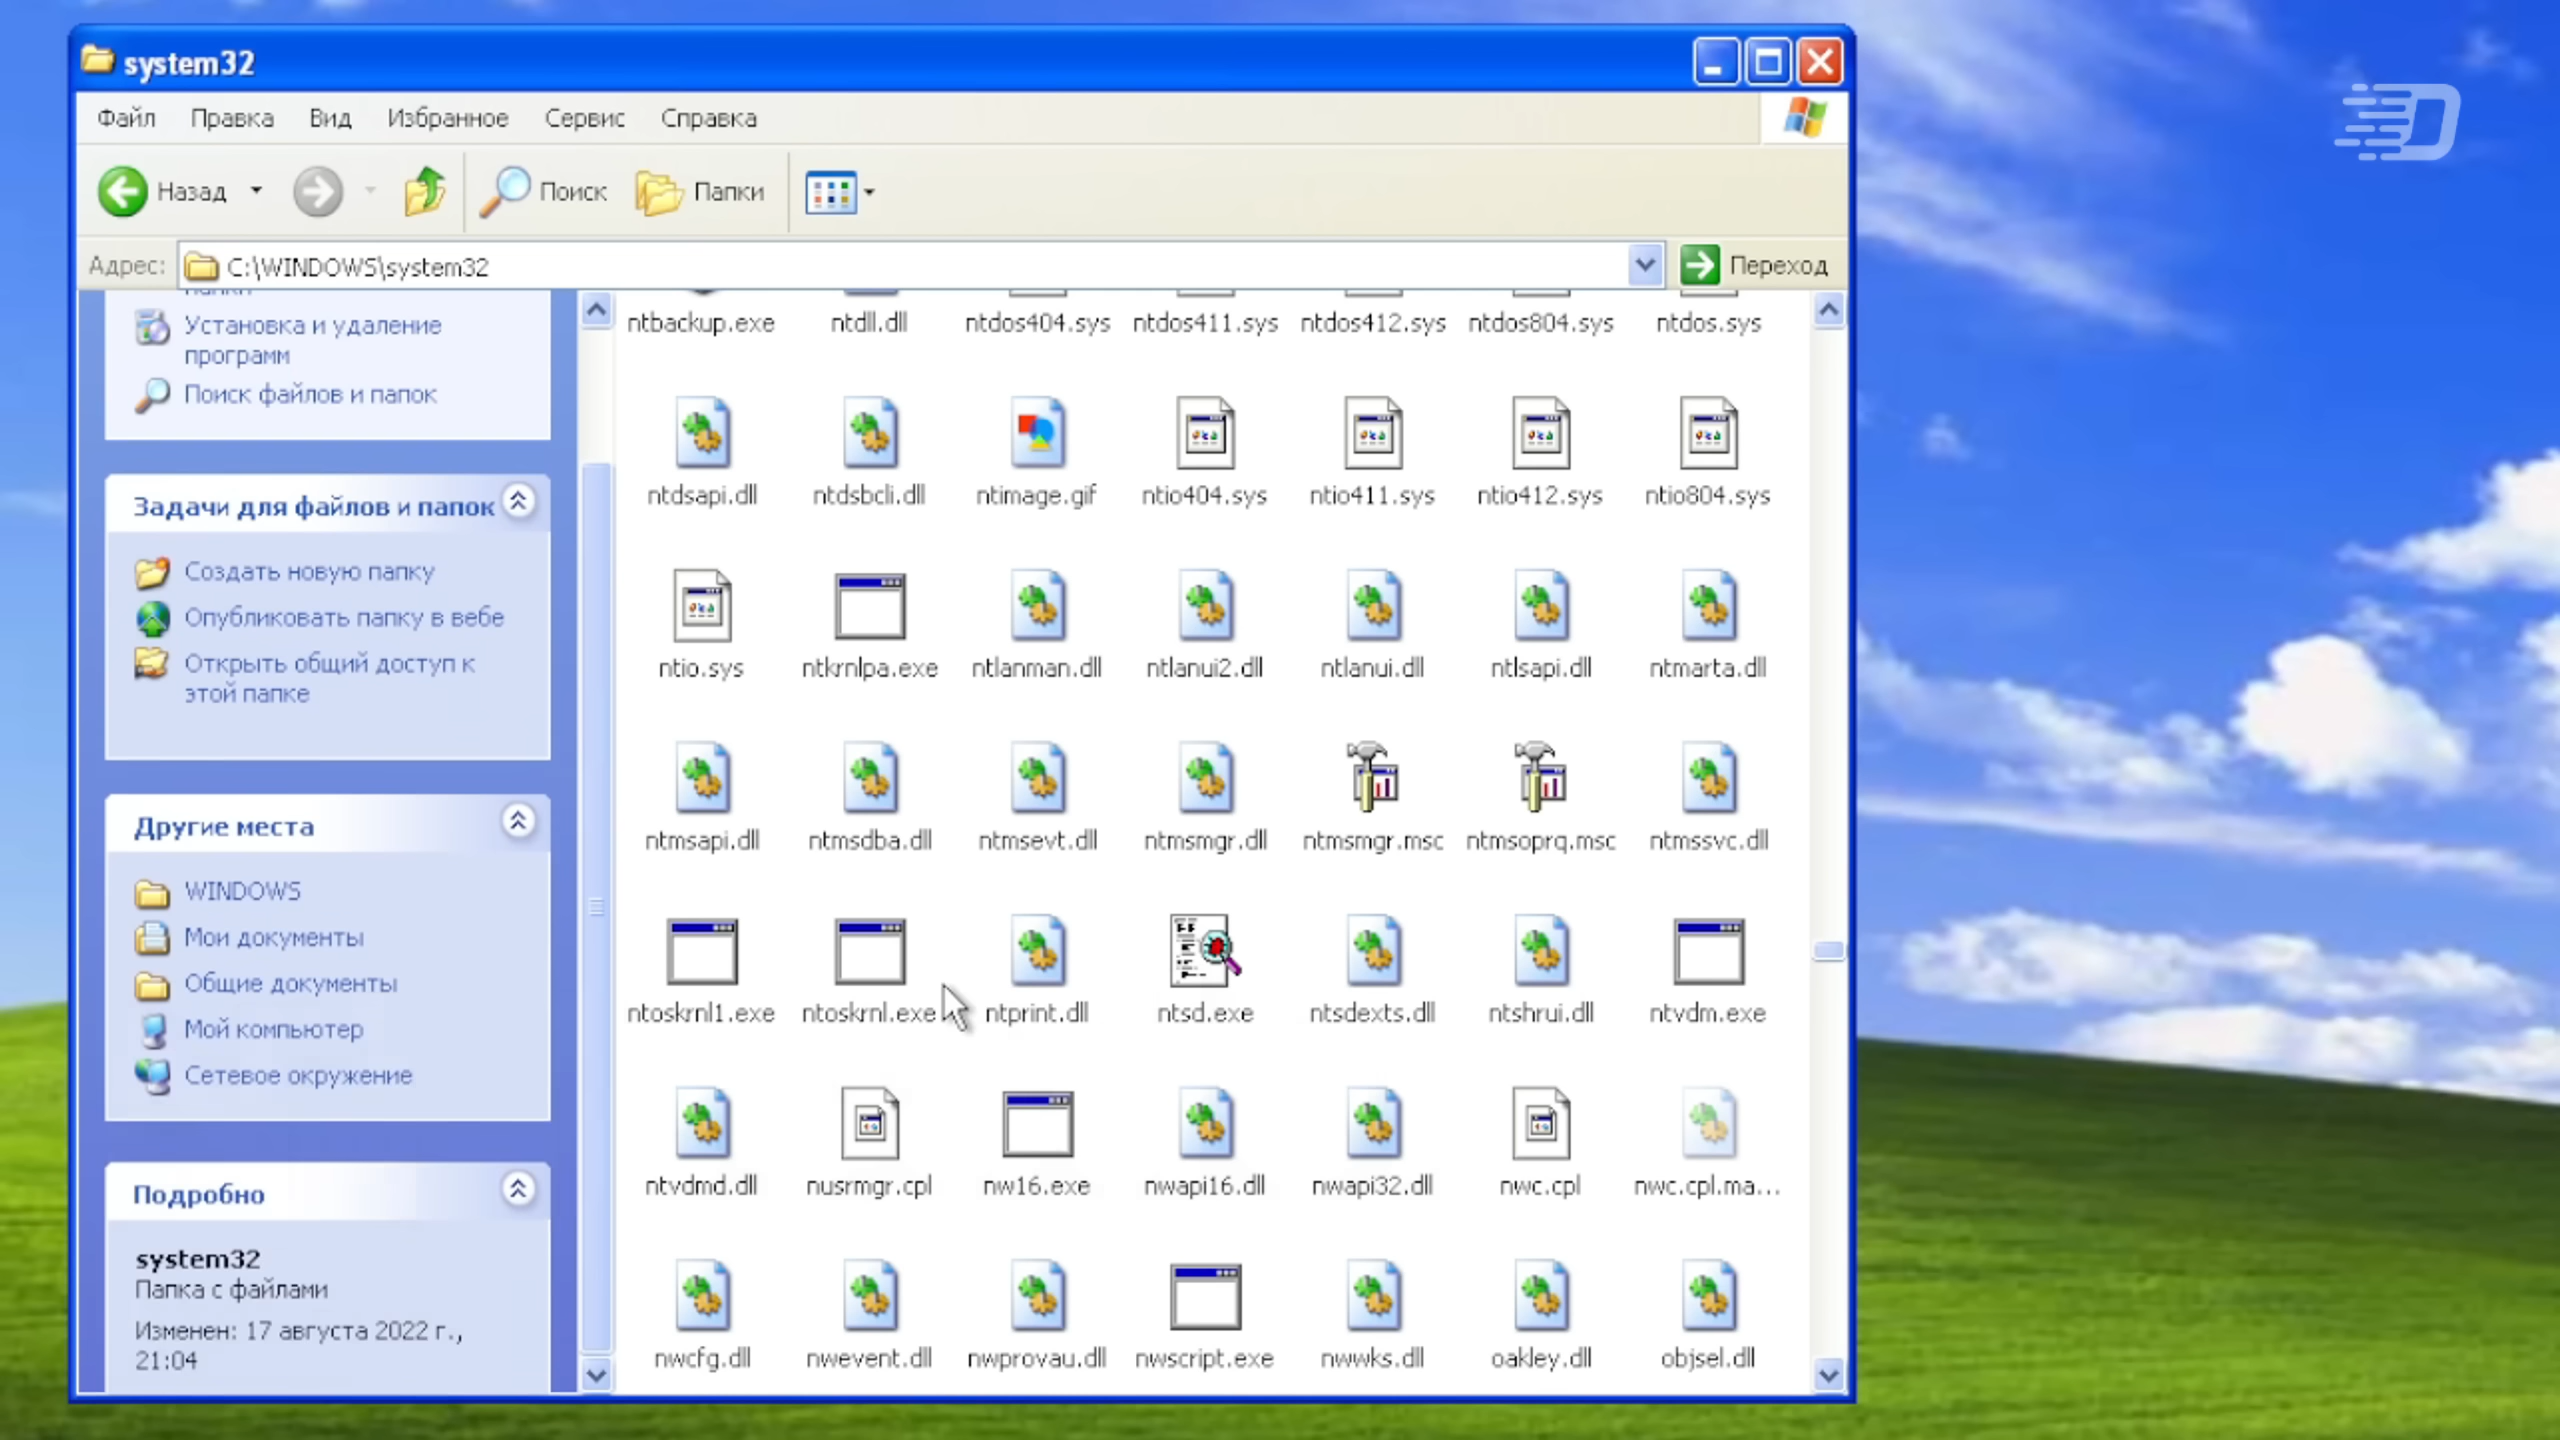 system32
Файл Правка Вид Избранное Сервис Справка
Назад Поиск Папки
Адрес: C:\WINDOWS\system32 Переход
Установка и удаление
программ
Поиск файлов и папок
Задачи для файлов и папок
Создать новую папку
Опубликовать папку в вебе
Открыть общий доступ к
этой папке
Другие места
WINDOWS
Мои документы
Общие документы
Мой компьютер
Сетевое окружение
Подробно
system32
Папка с файлами
Изменен: 17 августа 2022 г.,
21:04
ntbackup.exe ntdll.dll ntdos404.sys ntdos411.sys ntdos412.sys ntdos804.sys ntdos.sys
ntdsapi.dll ntdsbcli.dll ntimage.gif ntio404.sys ntio411.sys ntio412.sys ntio804.sys
ntio.sys ntkrnlpa.exe ntlanman.dll ntlanui2.dll ntlanui.dll ntlsapi.dll ntmarta.dll
ntmsapi.dll ntmsdba.dll ntmsevt.dll ntmsmgr.dll ntmsmgr.msc ntmsoprq.msc ntmssvc.dll
ntoskrnl1.exe ntoskrnl.exe ntprint.dll ntsd.exe ntsdexts.dll ntshrui.dll ntvdm.exe
ntvdmd.dll nusrmgr.cpl nw16.exe nwapi16.dll nwapi32.dll nwc.cpl nwc.cpl.ma...
nwcfg.dll nwevent.dll nwprovau.dll nwscript.exe nwwks.dll oakley.dll objsel.dll